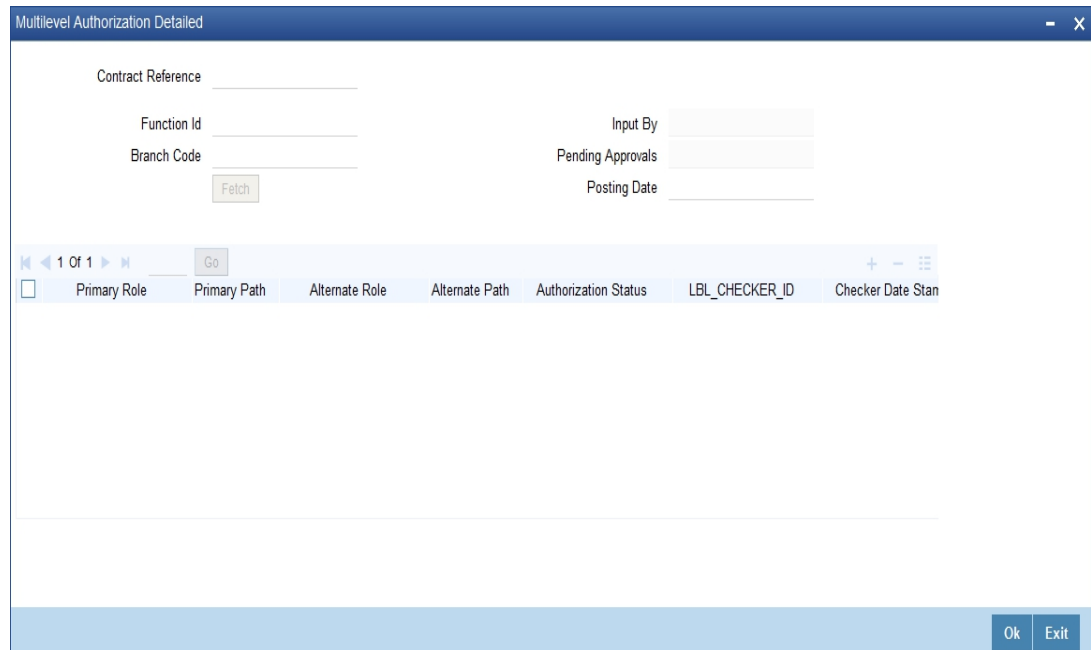 Multilevel Authorization Detailed
Contract Reference
Function Id
Input By
Branch Code
Pending Approvals
Fetch
Posting Date
1 Of 1
Go
Primary Role Primary Path Alternate Role Alternate Path Authorization Status LBL_CHECKER_ID Checker Date Stam
Ok Exit